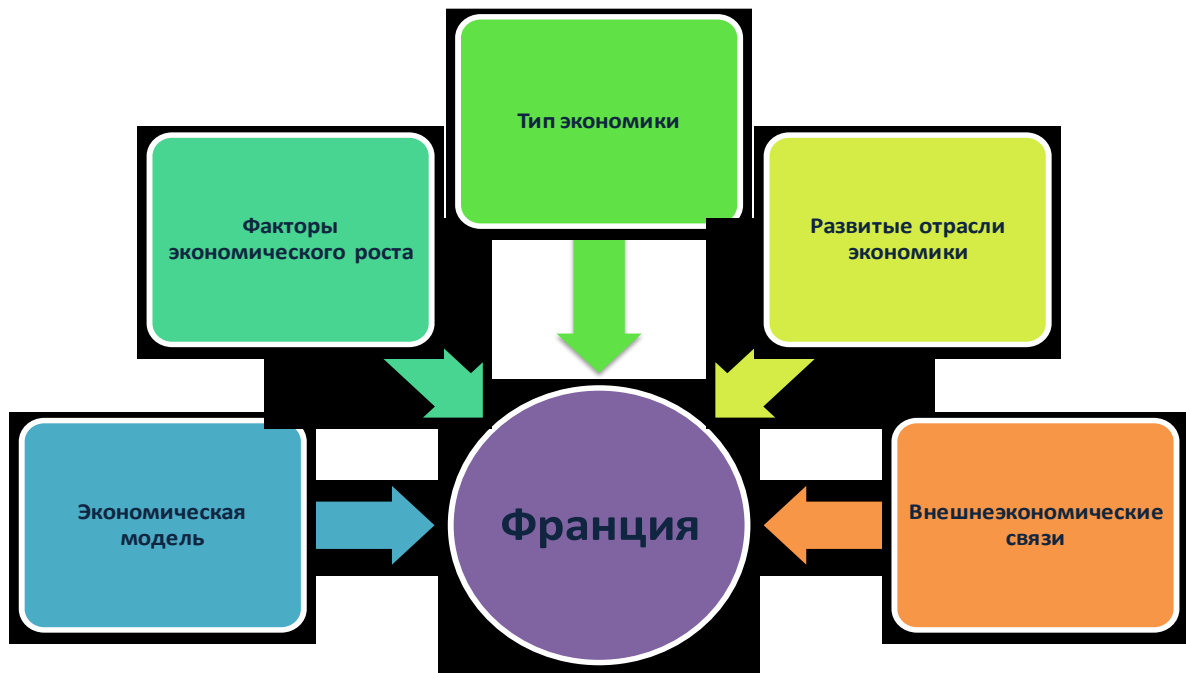 Тип экономики
Факторы
экономического роста
Развитые отрасли
экономики
Экономическая
модель
Франция
Внешнеэкономические
связи